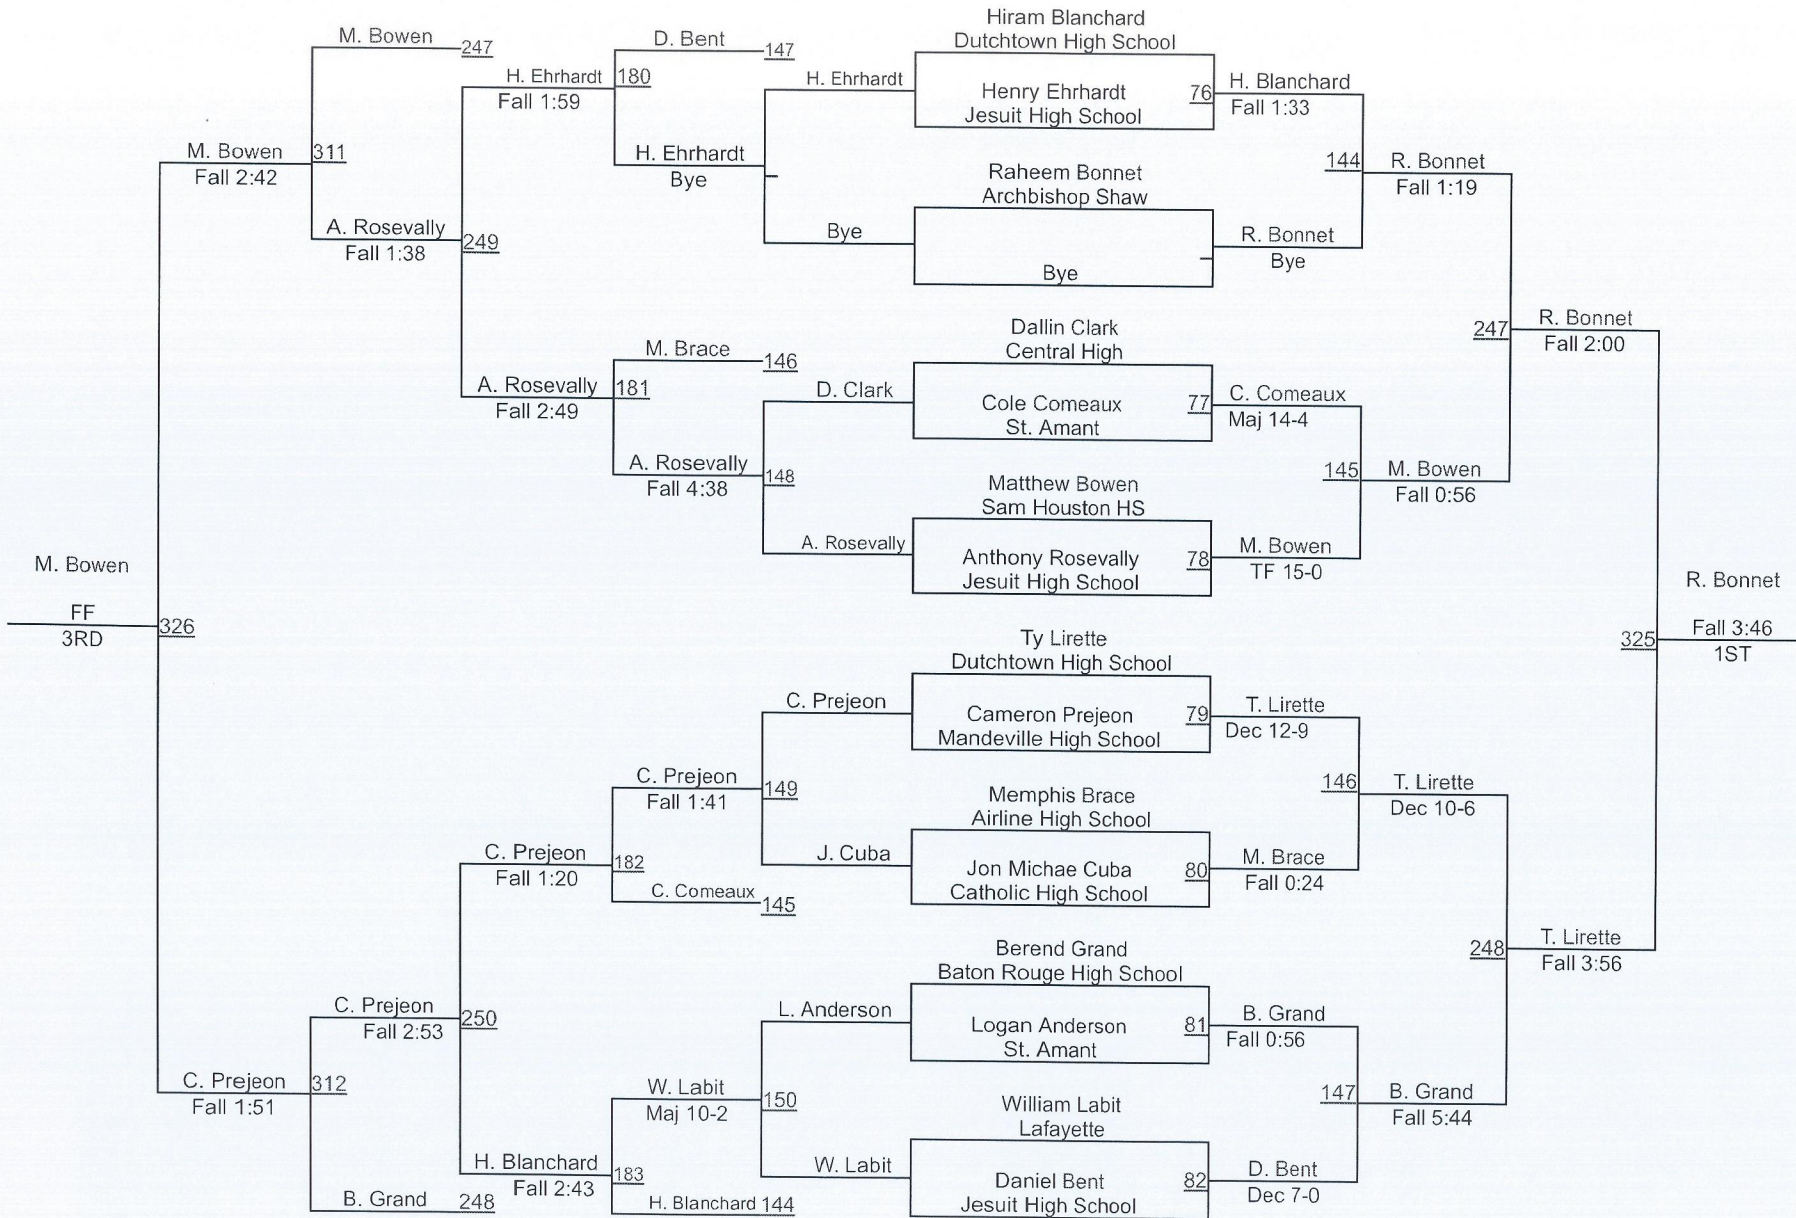 M. Bowen
247
D. Bent
147
Hiram Blanchard
Dutchtown High School
H. Ehrhardt
180
Fall 1:59
H. Ehrhardt
Henry Ehrhardt
76
Jesuit High School
H. Blanchard
Fall 1:33
M. Bowen
311
Fall 2:42
H. Ehrhardt
Bye
Raheem Bonnet
Archbishop Shaw
144
R. Bonnet
Fall 1:19
A. Rosevally
249
Fall 1:38
Bye
Bye
R. Bonnet
Bye
M. Brace
146
Dallin Clark
Central High
247
R. Bonnet
Fall 2:00
A. Rosevally
181
Fall 2:49
D. Clark
Cole Comeaux
77
St. Amant
C. Comeaux
Maj 14-4
A. Rosevally
148
Fall 4:38
Matthew Bowen
Sam Houston HS
145
M. Bowen
Fall 0:56
A. Rosevally
Anthony Rosevally
78
Jesuit High School
M. Bowen
TF 15-0
M. Bowen
FF
326
3RD
R. Bonnet
325
Fall 3:46
1ST
Ty Lirette
Dutchtown High School
C. Prejeon
Cameron Prejeon
79
Mandeville High School
T. Lirette
Dec 12-9
C. Prejeon
149
Fall 1:41
Memphis Brace
Airline High School
146
T. Lirette
Dec 10-6
C. Prejeon
182
Fall 1:20
J. Cuba
Jon Michae Cuba
80
Catholic High School
M. Brace
Fall 0:24
C. Comeaux
145
Berend Grand
Baton Rouge High School
248
T. Lirette
Fall 3:56
C. Prejeon
250
Fall 2:53
L. Anderson
Logan Anderson
81
St. Amant
B. Grand
Fall 0:56
C. Prejeon
312
Fall 1:51
W. Labit
150
Maj 10-2
William Labit
Lafayette
147
B. Grand
Fall 5:44
H. Blanchard
183
Fall 2:43
W. Labit
Daniel Bent
82
Jesuit High School
D. Bent
Dec 7-0
B. Grand
248
H. Blanchard
144